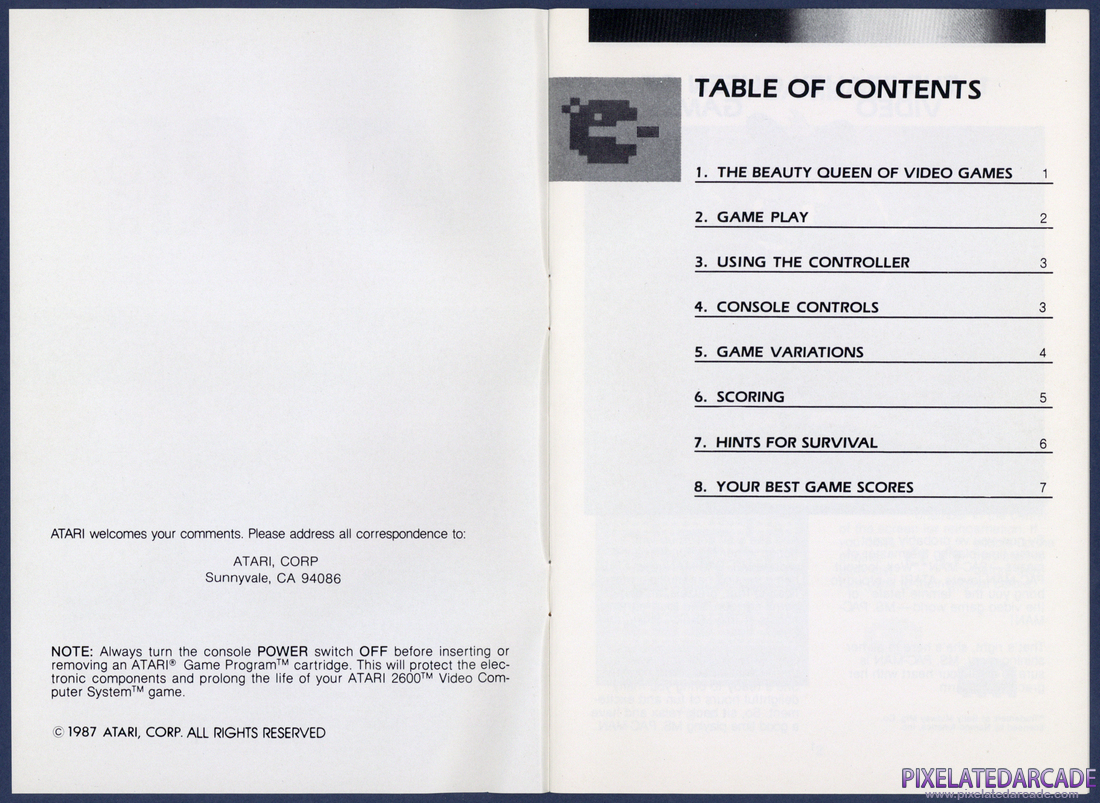 ATARI welcomes your comments. Please address all correspondence to:
ATARI, CORP
Sunnyvale, CA 94086
NOTE: Always turn the console POWER switch OFF before inserting or
removing an ATARI® Game Program™ cartridge. This will protect the elec-
tronic components and prolong the life of your ATARI 2600™ Video Com-
puter System™ game.
© 1987 ATARI, CORP. ALL RIGHTS RESERVED
TABLE OF CONTENTS
1. THE BEAUTY QUEEN OF VIDEO GAMES 1
2. GAME PLAY 2
3. USING THE CONTROLLER 3
4. CONSOLE CONTROLS 3
5. GAME VARIATIONS 4
6. SCORING 5
7. HINTS FOR SURVIVAL 6
8. YOUR BEST GAME SCORES 7
PIXELATEDARCADE
www.pixelatedarcade.com